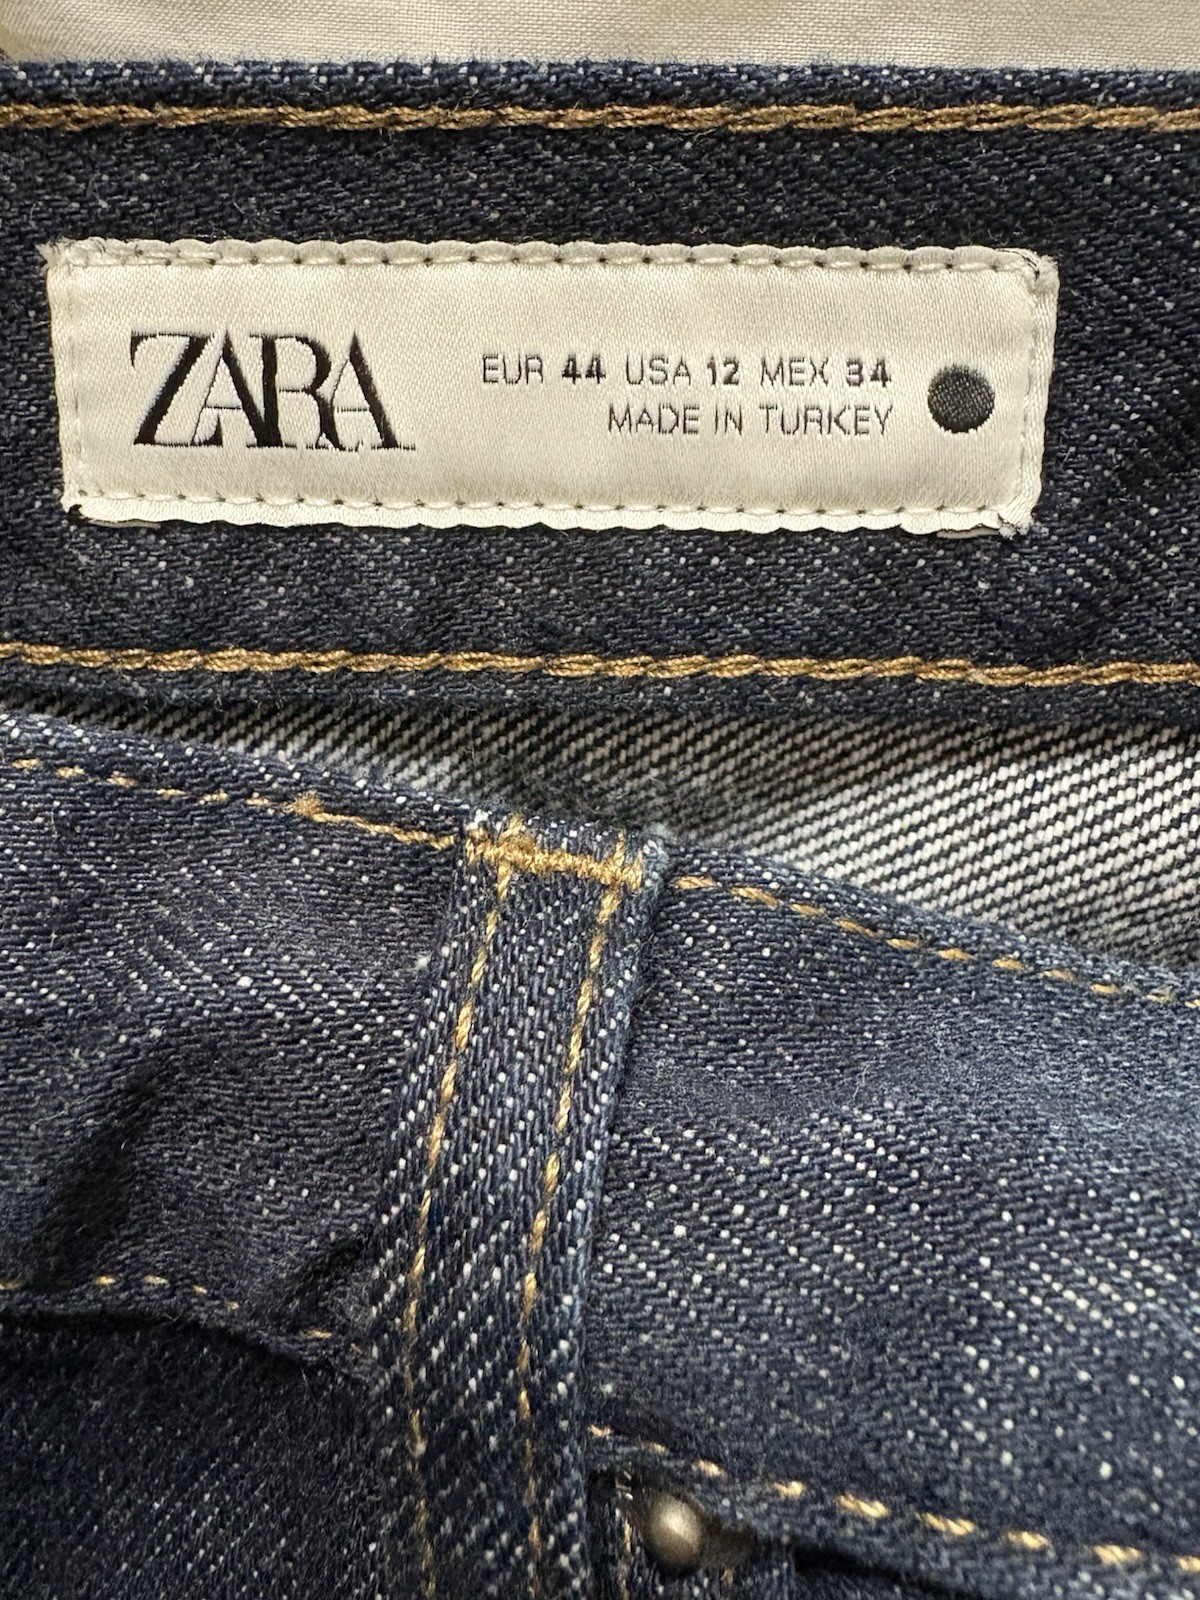 ZARA
EUR 44 USA 12 MEX 34
MADE IN TURKEY